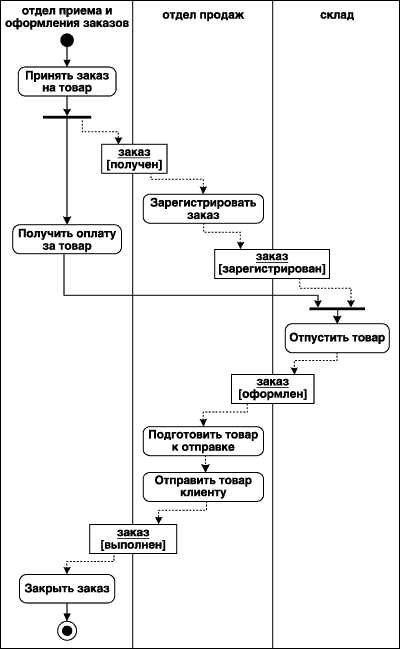 отдел приема и
оформления заказов
отдел продаж
склад
Принять заказ
на товар
заказ
[получен]
Зарегистрировать
заказ
Получить оплату
за товар
заказ
[зарегистрирован]
Отпустить товар
заказ
[оформлен]
Подготовить товар
к отправке
Отправить товар
клиенту
заказ
[выполнен]
Закрыть заказ